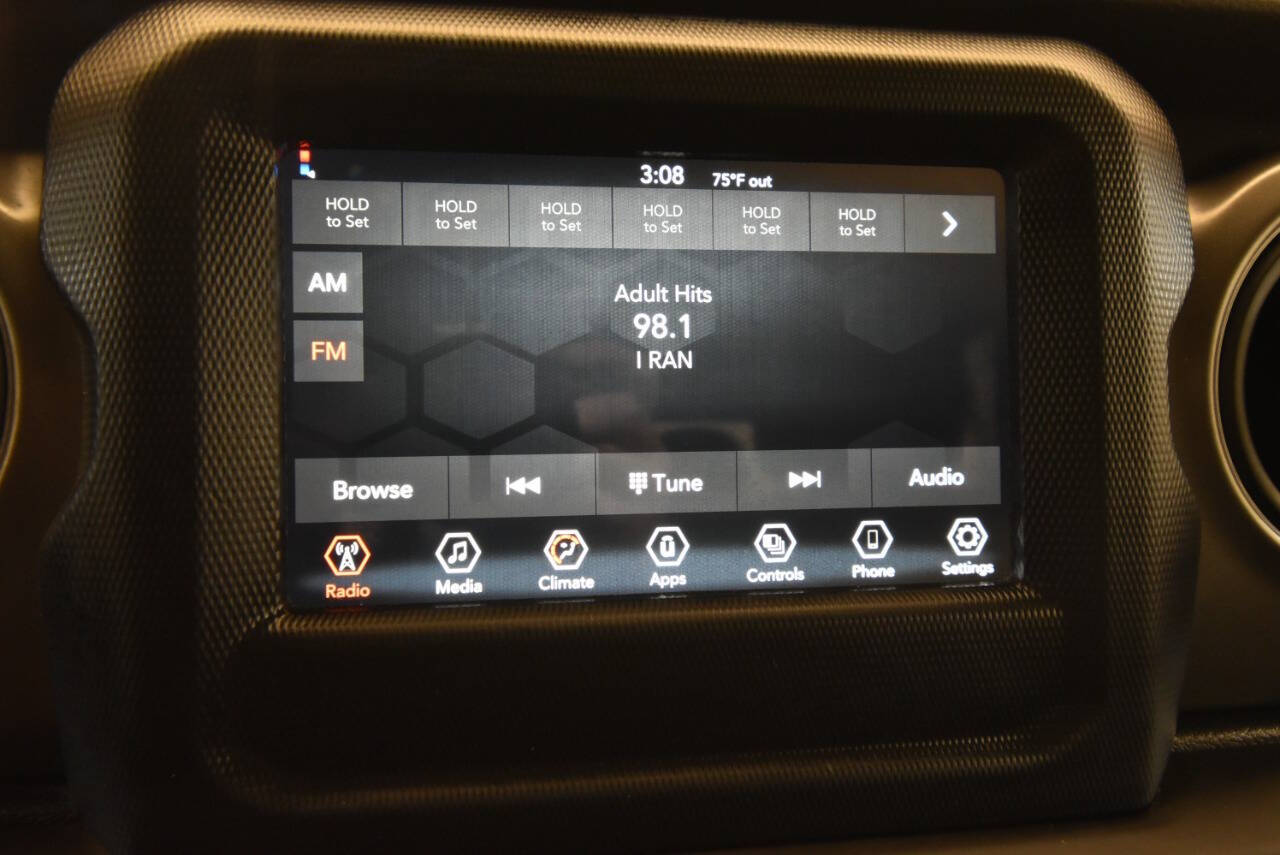 3:08 75°F out
HOLD to Set
HOLD to Set
HOLD to Set
HOLD to Set
HOLD to Set
HOLD to Set
AM
FM
Adult Hits
98.1
I RAN
Browse
Tune
Audio
Radio
Media
Climate
Apps
Controls
Phone
Settings